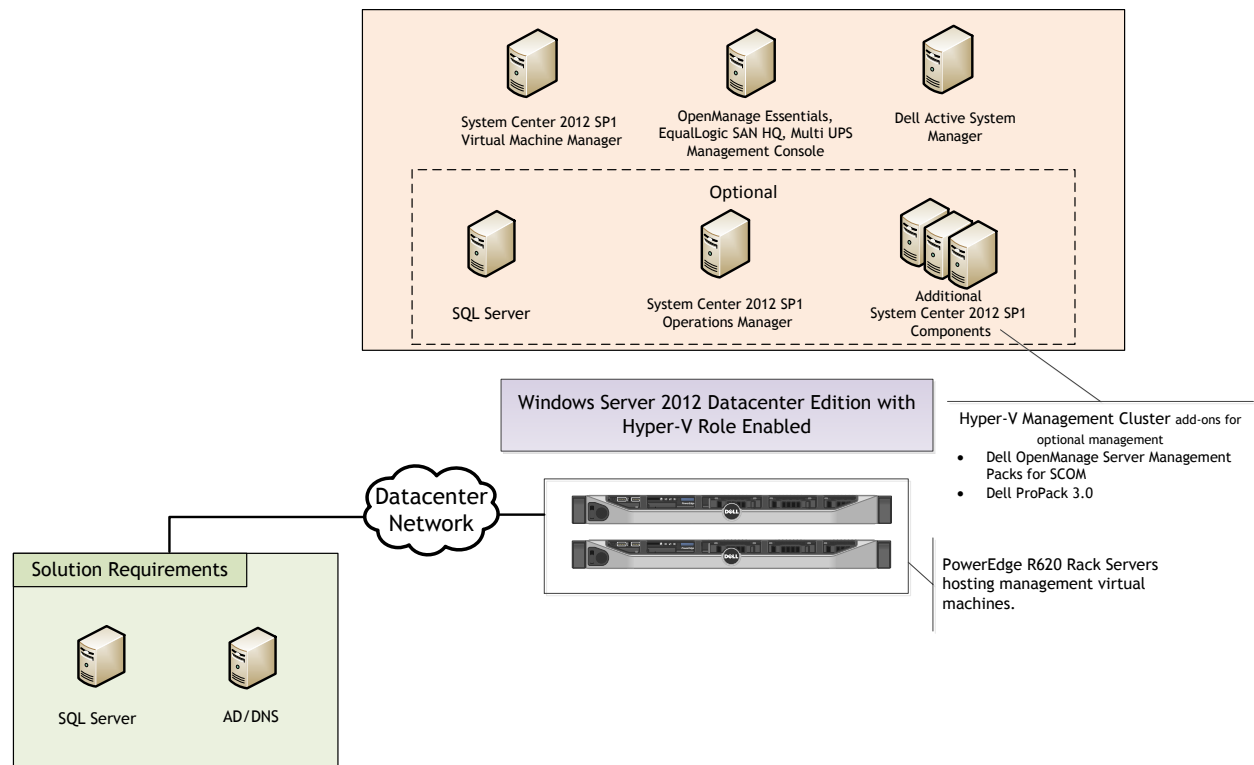 System Center 2012 SP1
Virtual Machine Manager
OpenManage Essentials,
EqualLogic SAN HQ, Multi UPS
Management Console
Dell Active System
Manager
Optional
SQL Server
System Center 2012 SP1
Operations Manager
Additional
System Center 2012 SP1
Components
Windows Server 2012 Datacenter Edition with
Hyper-V Role Enabled
Hyper-V Management Cluster add-ons for
optional management
• Dell OpenManage Server Management
Packs for SCOM
• Dell ProPack 3.0
Datacenter
Network
DELL
DELL
PowerEdge R620 Rack Servers
hosting management virtual
machines.
Solution Requirements
SQL Server
AD/DNS